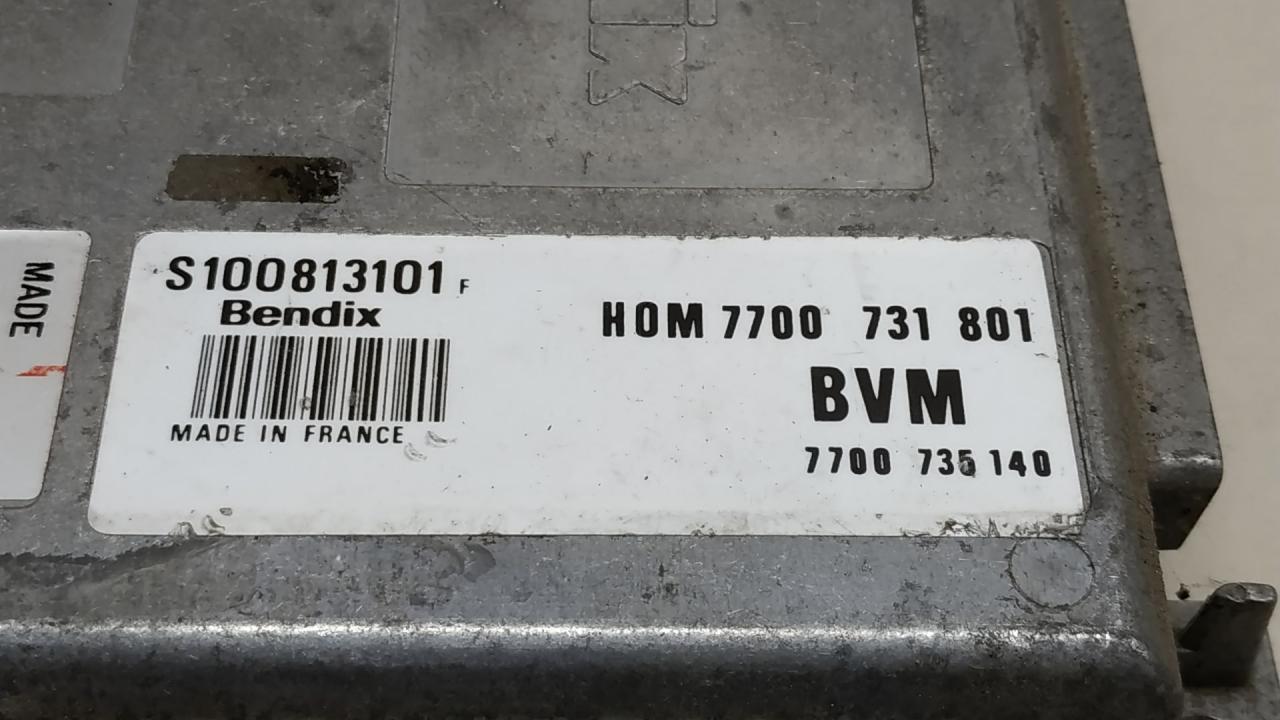 MADE
S100813101 F
Bendix
MADE IN FRANCE
HOM 7700 731 801
BVM
7700 735 140